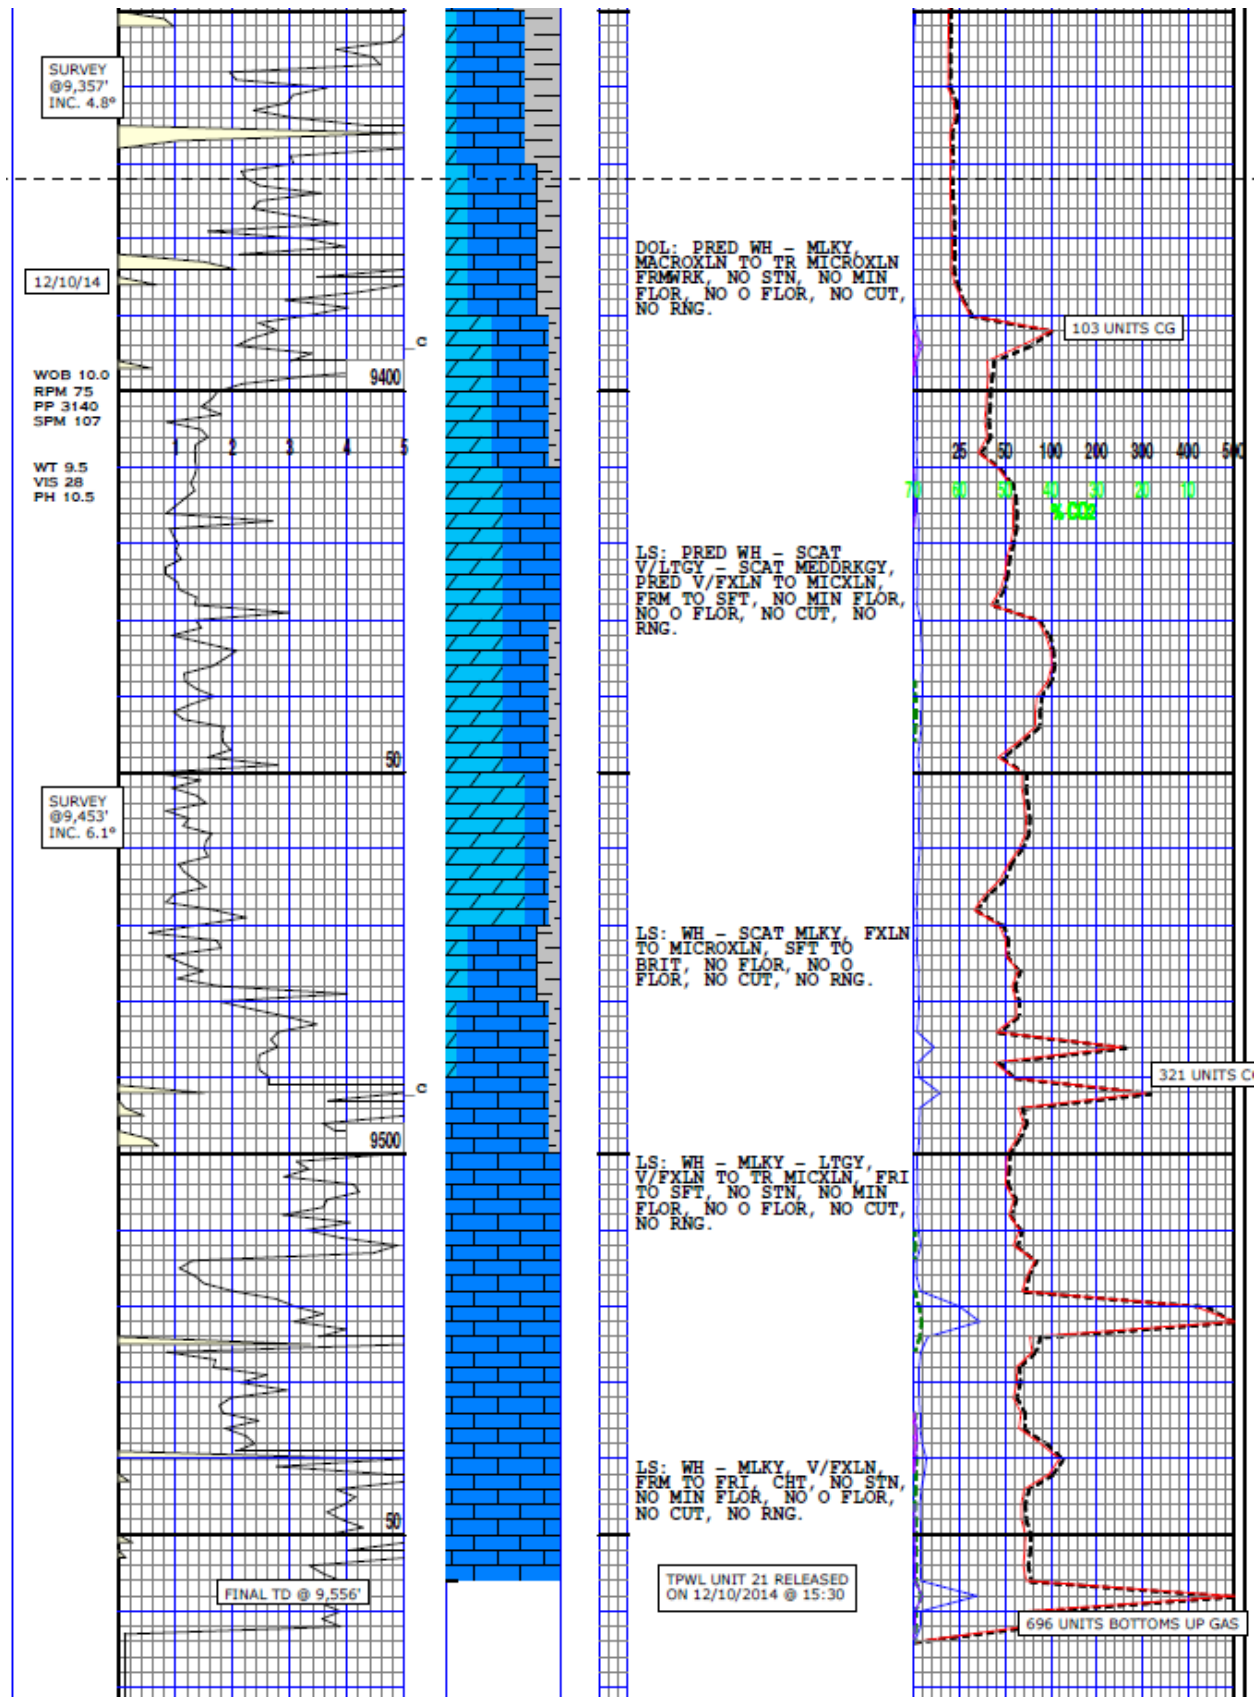 SURVEY
@9,357'
INC. 4.8°
DOL: PRED WH - MLKY,
MACROXLN TO TR MICROXLN
FRMWRK, NO STN, NO MIN
FLOR, NO O FLOR, NO CUT,
NO RNG.
12/10/14
103 UNITS CG
C
WOB 10.0
RPM 75
PP 3140
SPM 107
9400
1 2 3 4 5
25 50 100 200 300 400 500
WT 9.5
VIS 28
PH 10.5
70 60 50 40 30 20 10
% CO2
LS: PRED WH - SCAT
V/LTGY - SCAT MEDDRKGY,
PRED V/FXLN TO MICXLN,
FRM TO SFT, NO MIN FLOR,
NO O FLOR, NO CUT, NO
RNG.
50
SURVEY
@9,453'
INC. 6.1°
LS: WH - SCAT MLKY, FXLN
TO MICROXLN, SFT TO
BRIT, NO FLOR, NO O
FLOR, NO CUT, NO RNG.
321 UNITS CG
C
9500
LS: WH - MLKY - LTGY,
V/FXLN TO TR MICXLN, FRI
TO SFT, NO STN, NO MIN
FLOR, NO O FLOR, NO CUT,
NO RNG.
LS: WH - MLKY, V/FXLN,
FRM TO FRI, CHT, NO STN,
NO MIN FLOR, NO O FLOR,
NO CUT, NO RNG.
50
FINAL TD @ 9,556'
TPWL UNIT 21 RELEASED
ON 12/10/2014 @ 15:30
696 UNITS BOTTOMS UP GAS